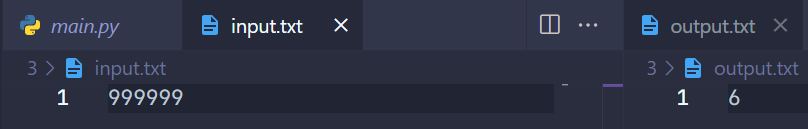 main.py input.txt output.txt
3 > input.txt 3 > output.txt
1 999999 1 6